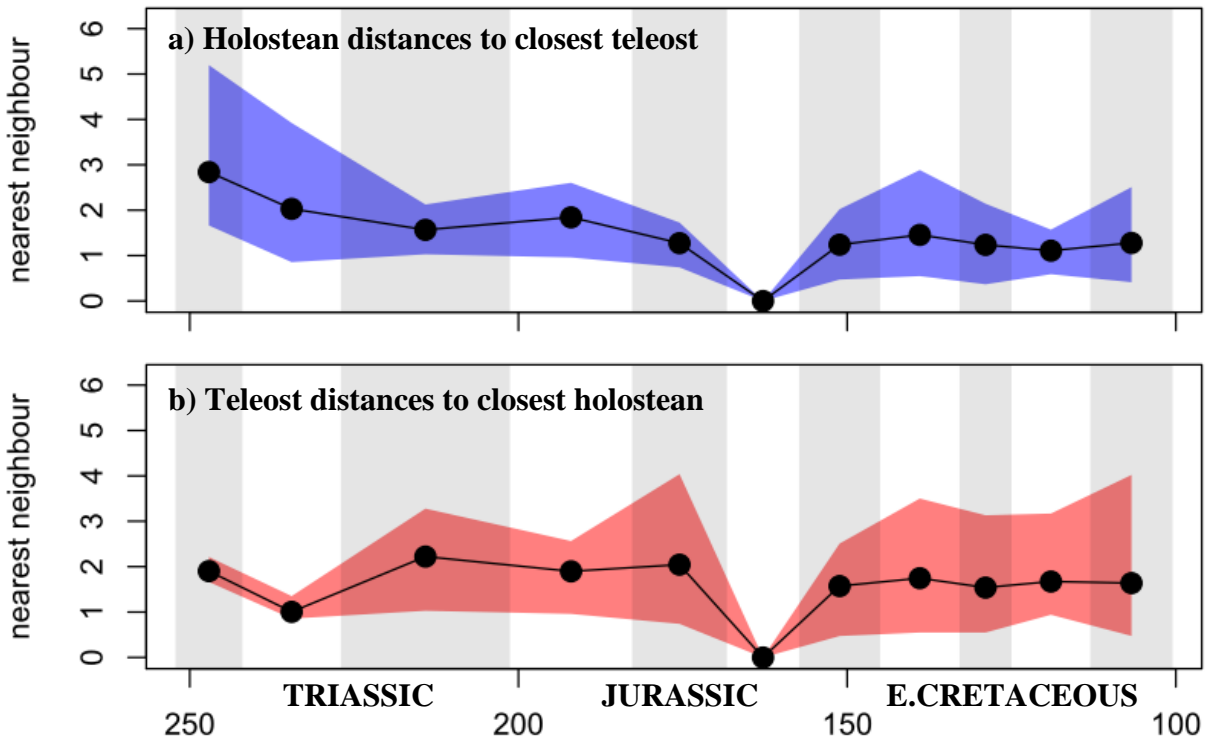 a) Holostean distances to closest teleost
nearest neighbour
6
5
4
3
2
1
0
b) Teleost distances to closest holostean
nearest neighbour
6
5
4
3
2
1
0
TRIASSIC JURASSIC E.CRETACEOUS
250 200 150 100